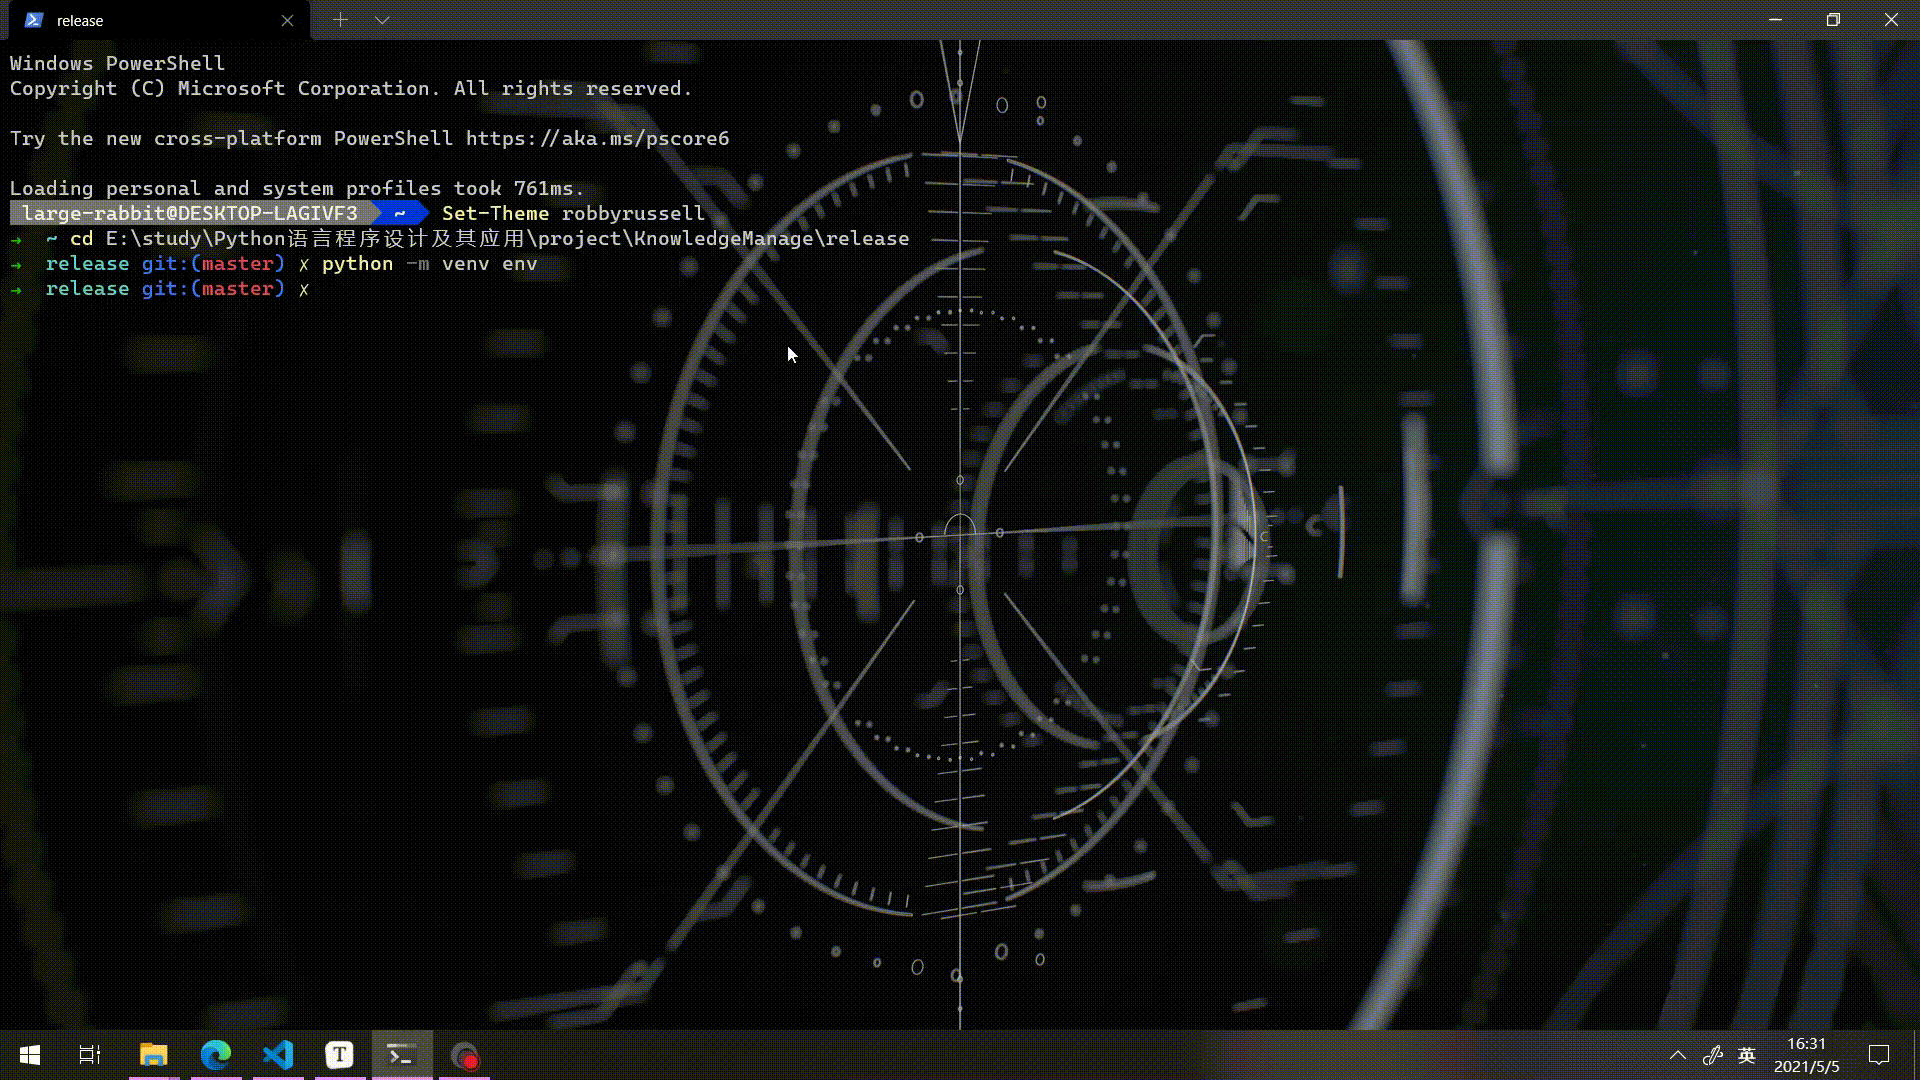 release
Windows PowerShell
Copyright (C) Microsoft Corporation. All rights reserved.
Try the new cross-platform PowerShell https://aka.ms/pscore6
Loading personal and system profiles took 761ms.
large-rabbit@DESKTOP-LAGIVF3 ~ Set-Theme robbyrussell
→ ~ cd E:\study\Python语言程序设计及其应用\project\KnowledgeManage\release
→ release git:(master) ✗ python -m venv env
→ release git:(master) ✗
T
英
16:31
2021/5/5